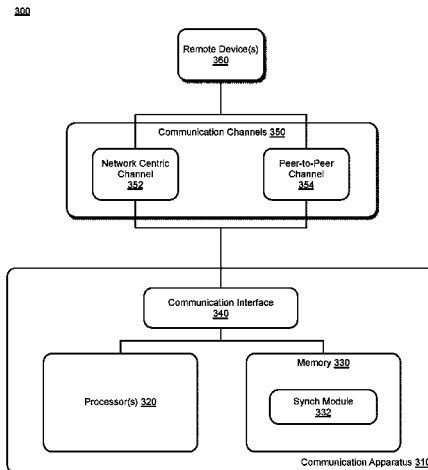 300
Remote Device(s)
360
Communication Channels 350
Network Centric
Channel
352
Peer-to-Peer
Channel
354
Communication Interface
340
Processor(s) 320
Memory 330
Synch Module
332
Communication Apparatus 310